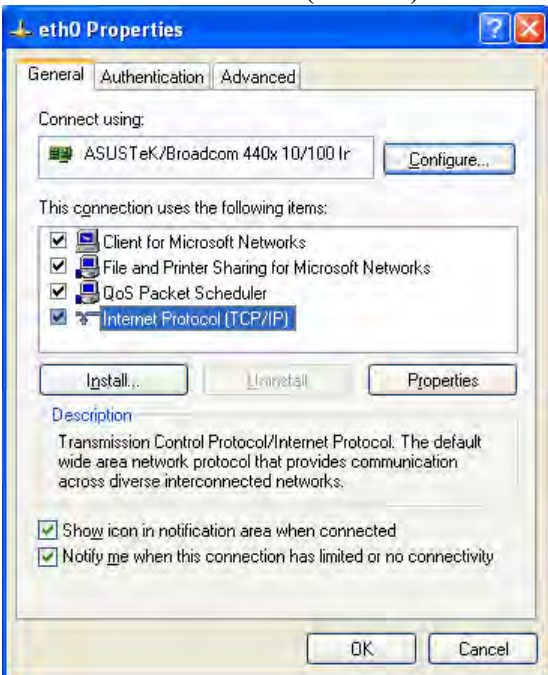 eth0 Properties
General Authentication Advanced
Connect using:
ASUSTeK/Broadcom 440x 10/100 Ir
Configure...
This connection uses the following items:
Client for Microsoft Networks
File and Printer Sharing for Microsoft Networks
QoS Packet Scheduler
Internet Protocol (TCP/IP)
Install... Uninstall Properties
Description
Transmission Control Protocol/Internet Protocol. The default
wide area network protocol that provides communication
across diverse interconnected networks.
Show icon in notification area when connected
Notify me when this connection has limited or no connectivity
OK Cancel